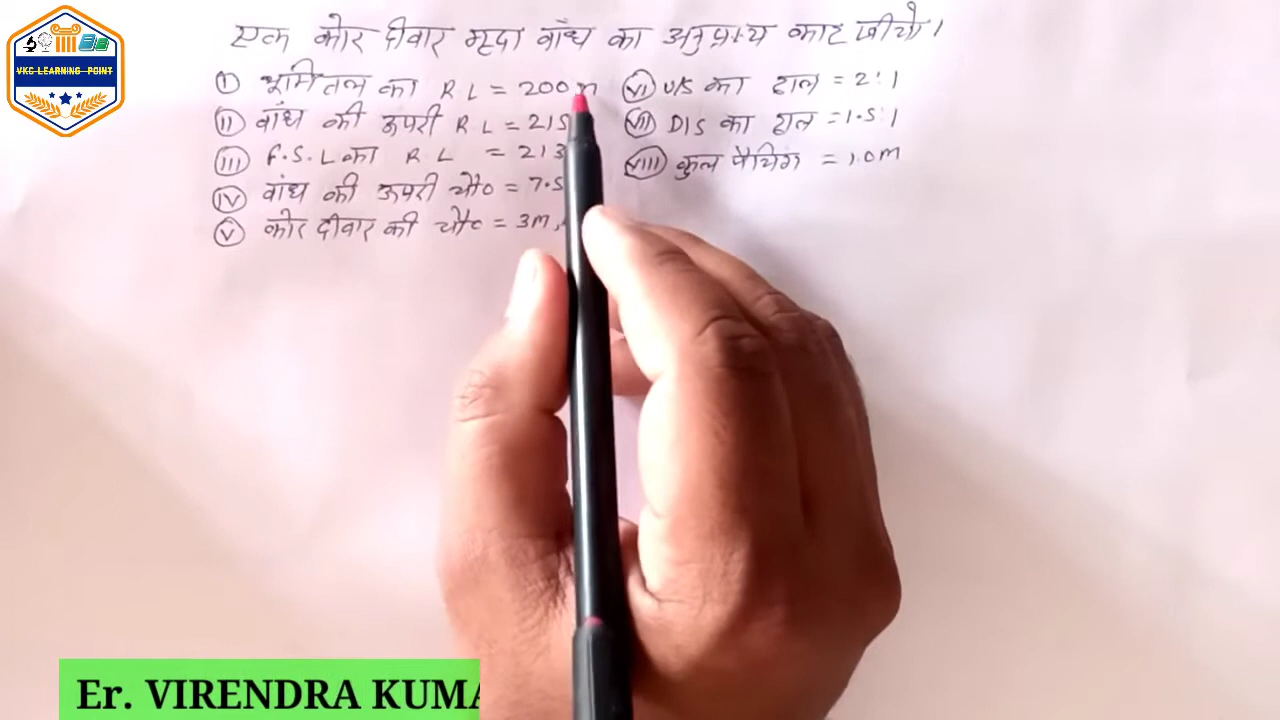 VKC LEARNING POINT
एक कोर दीवार मृदा बाँध का अनुप्रस्थ काट खींचो।
I भूमि तल का R L = 200m
II बाँध की ऊपरी R L = 215
III F.S.L का R L = 213
IV बांध की ऊपरी चौ० = 7.5
V कोर दीवार की चौ० = 3m,
VI U/S का ढाल = 2:1
VII D/S का ढाल = 1.5:1
VIII कुल पैचिंग = 1.0m
Er. VIRENDRA KUMA